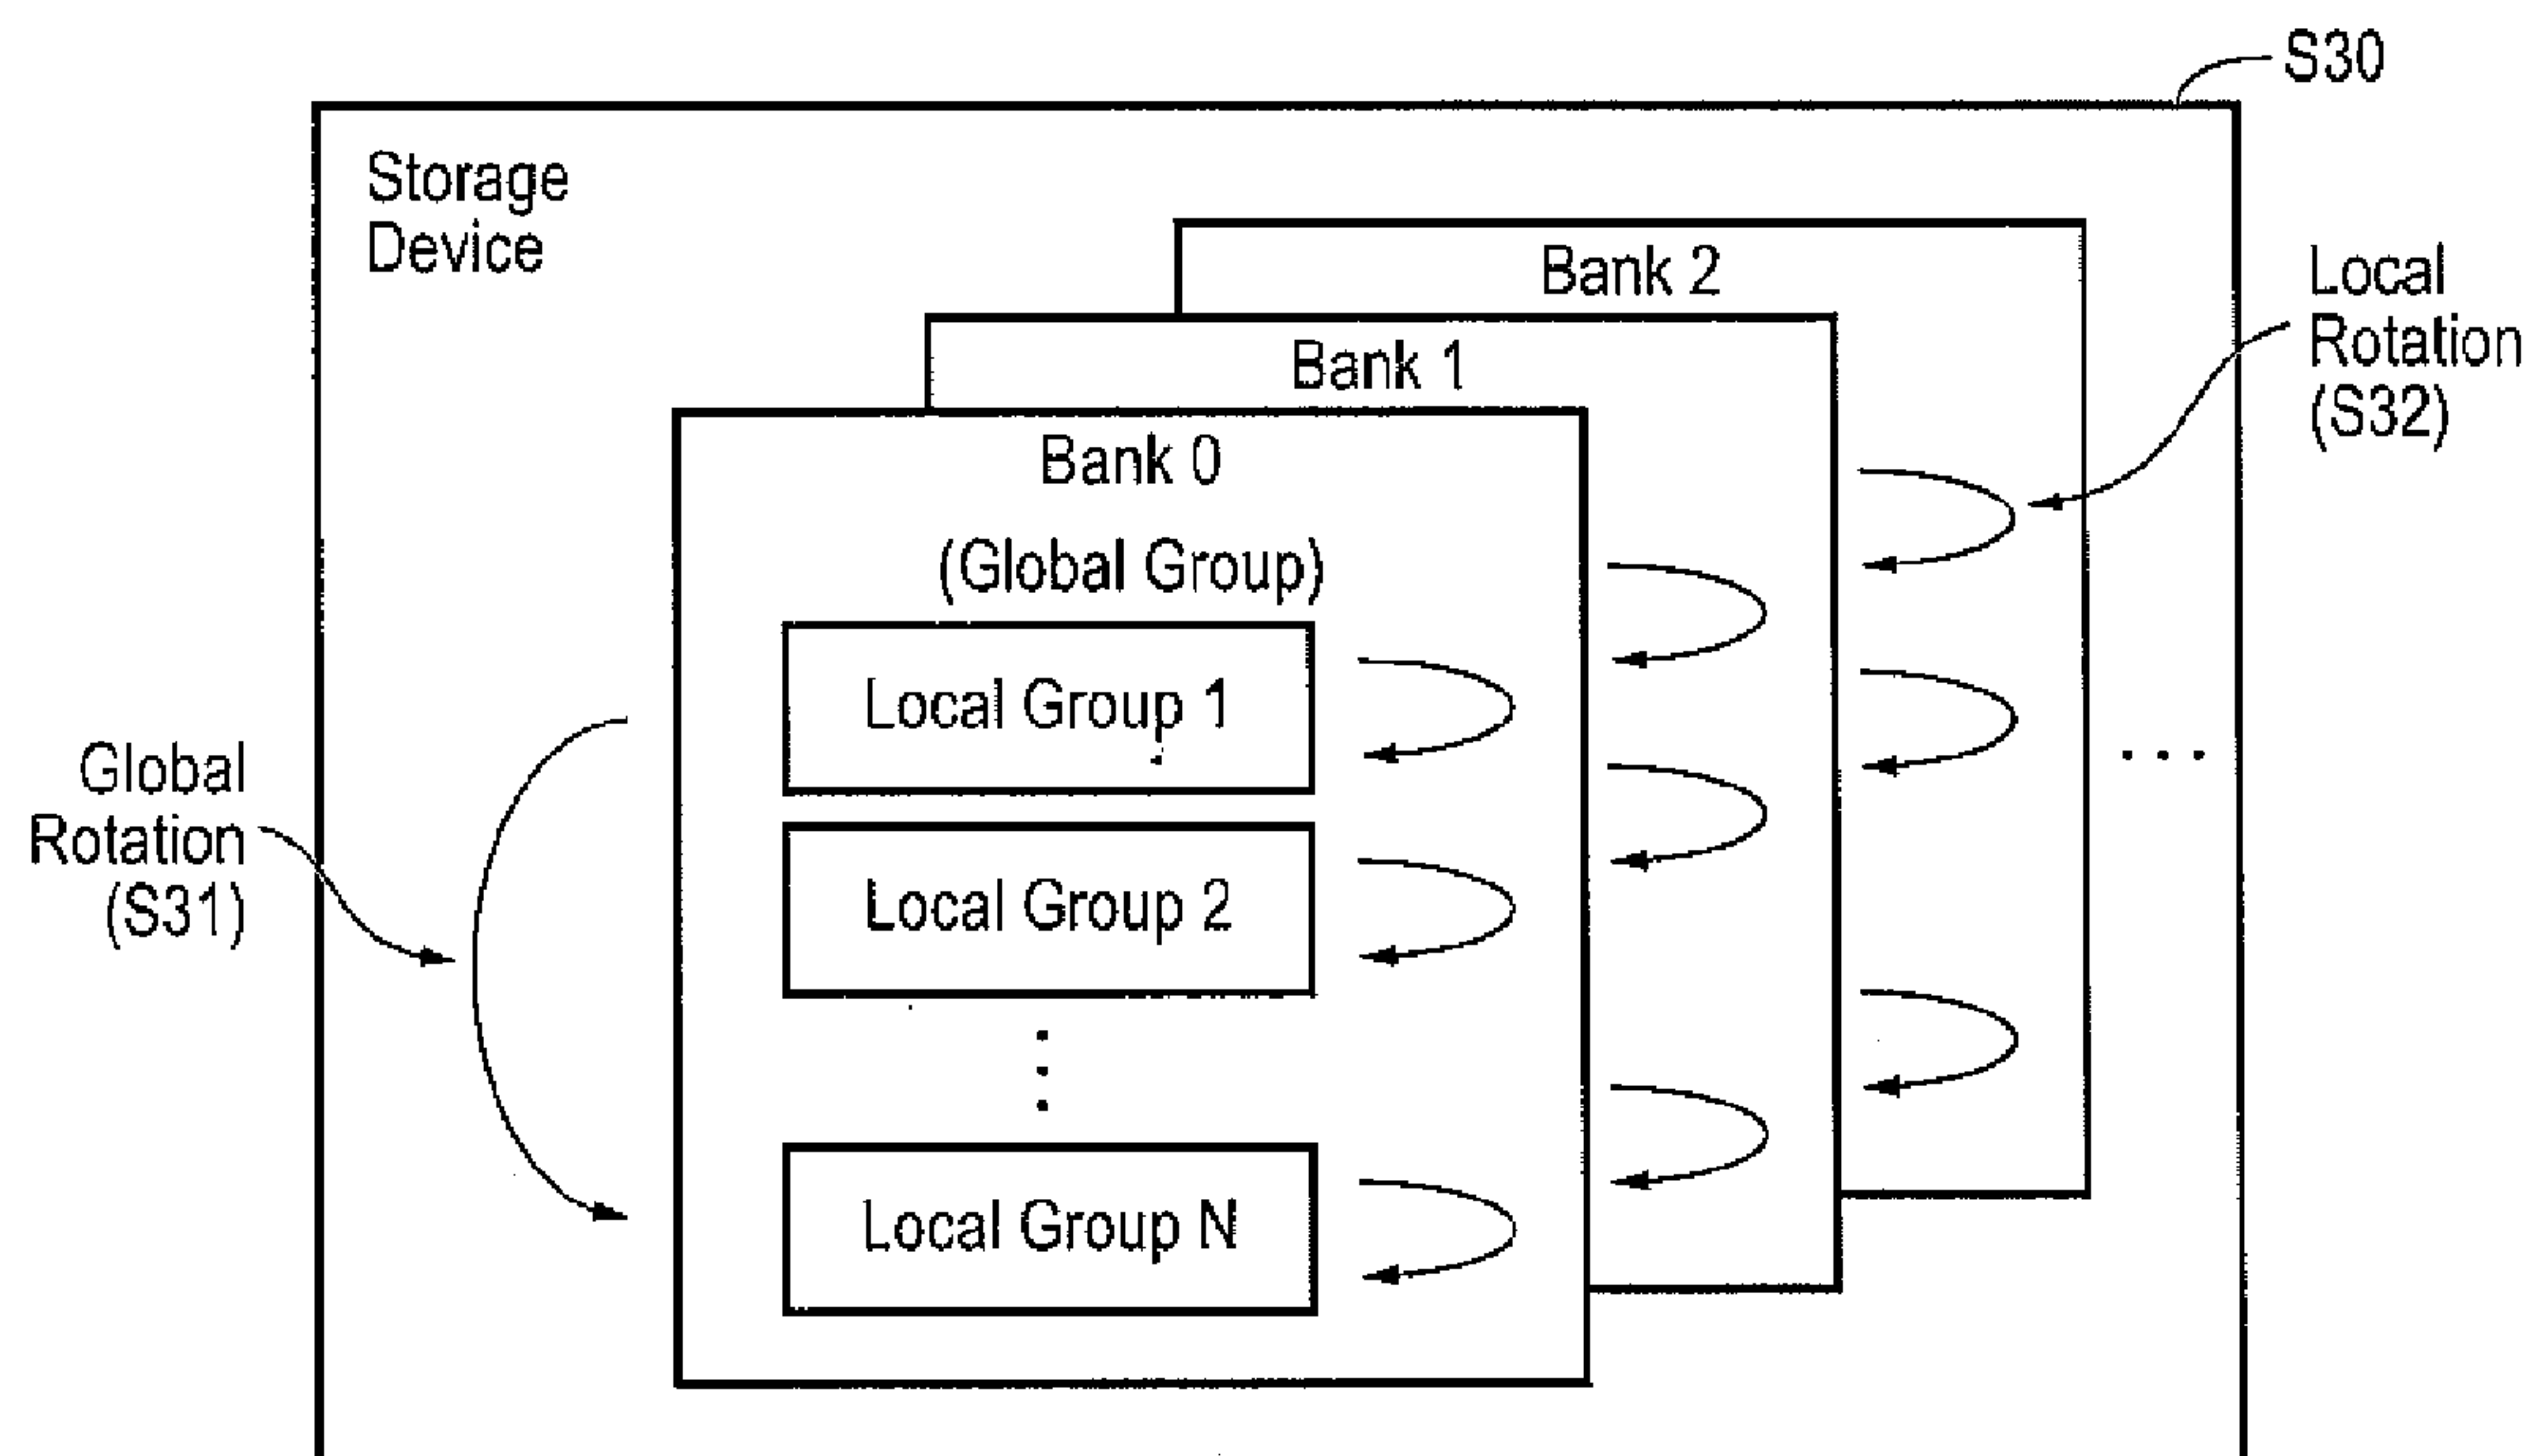 S30
Storage
Device
Bank 2
Local
Rotation
(S32)
Bank 1
Bank 0
(Global Group)
Local Group 1
Global
Rotation
(S31)
Local Group 2
Local Group N